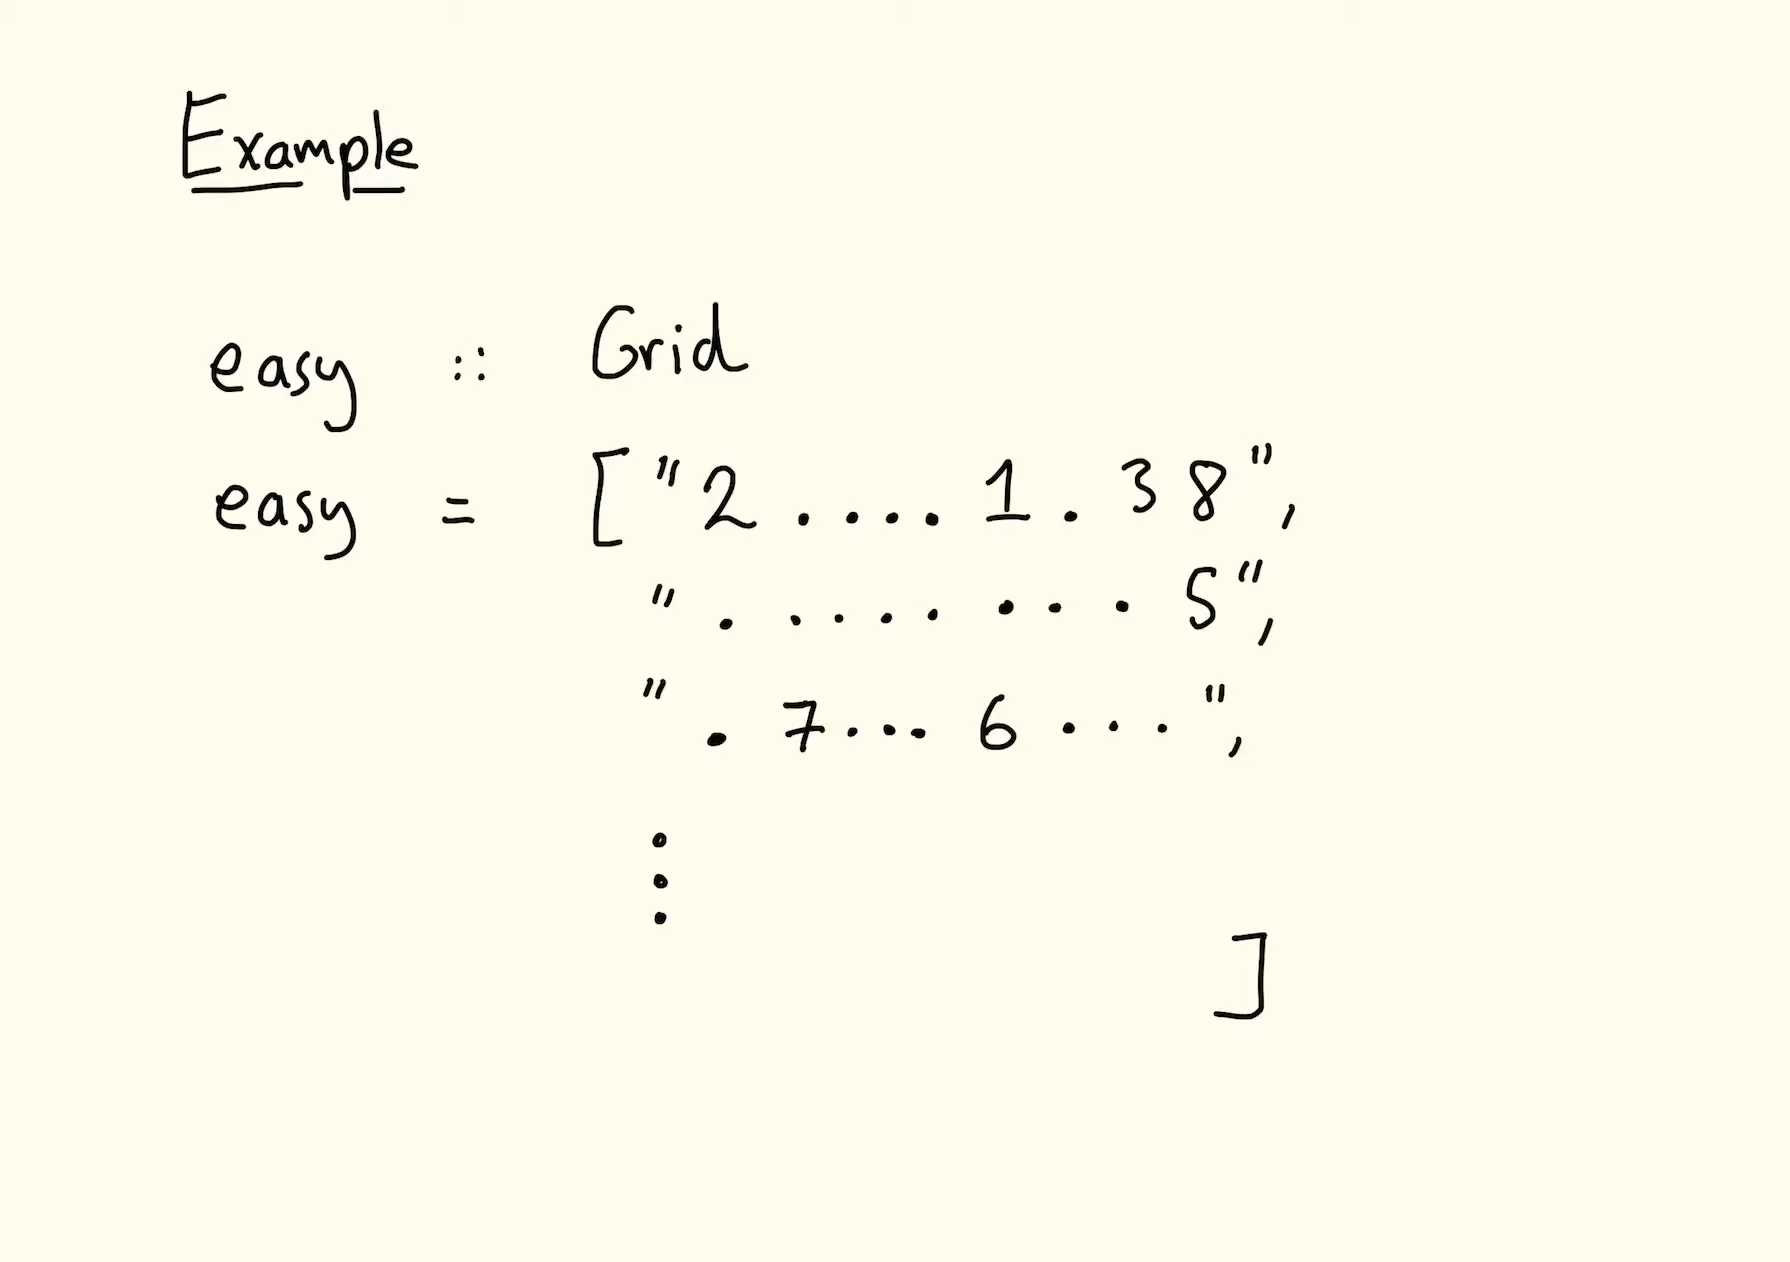 Example
easy :: Grid
easy = ["2....1.38",
"........5",
".7...6...",
⋮
]